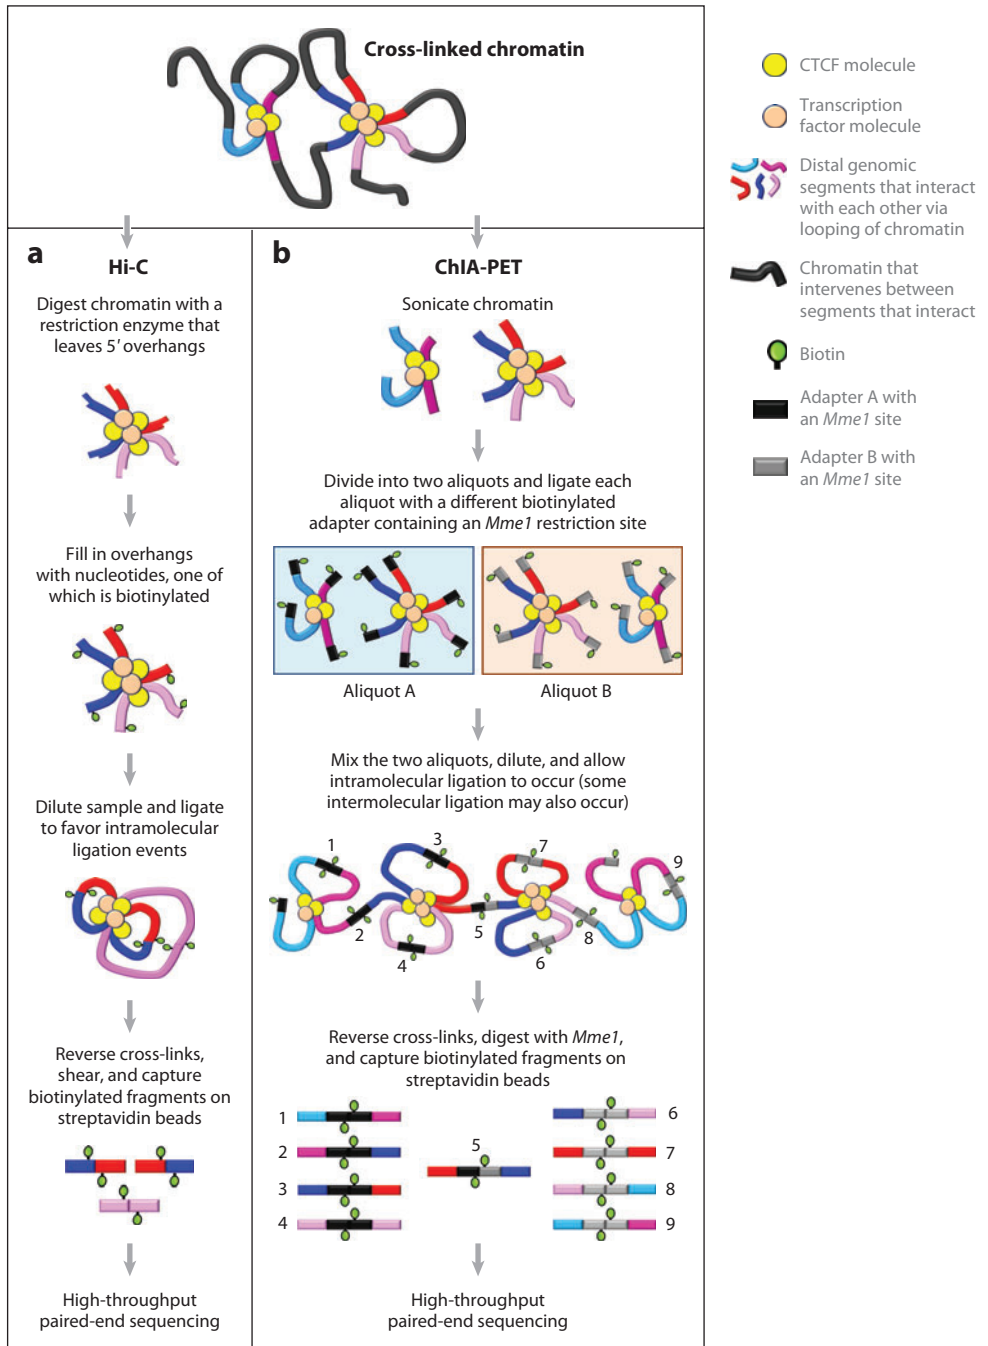 Cross-linked chromatin
a
Hi-C
Digest chromatin with a
restriction enzyme that
leaves 5′ overhangs
Fill in overhangs
with nucleotides, one of
which is biotinylated
Dilute sample and ligate
to favor intramolecular
ligation events
Reverse cross-links,
shear, and capture
biotinylated fragments on
streptavidin beads
High-throughput
paired-end sequencing
b
ChIA-PET
Sonicate chromatin
Divide into two aliquots and ligate each
aliquot with a different biotinylated
adapter containing an Mme1 restriction site
Aliquot A
Aliquot B
Mix the two aliquots, dilute, and allow
intramolecular ligation to occur (some
intermolecular ligation may also occur)
1
2
3
4
5
6
7
8
9
Reverse cross-links, digest with Mme1,
and capture biotinylated fragments on
streptavidin beads
1
2
3
4
5
6
7
8
9
High-throughput
paired-end sequencing
CTCF molecule
Transcription
factor molecule
Distal genomic
segments that interact
with each other via
looping of chromatin
Chromatin that
intervenes between
segments that interact
Biotin
Adapter A with
an Mme1 site
Adapter B with
an Mme1 site